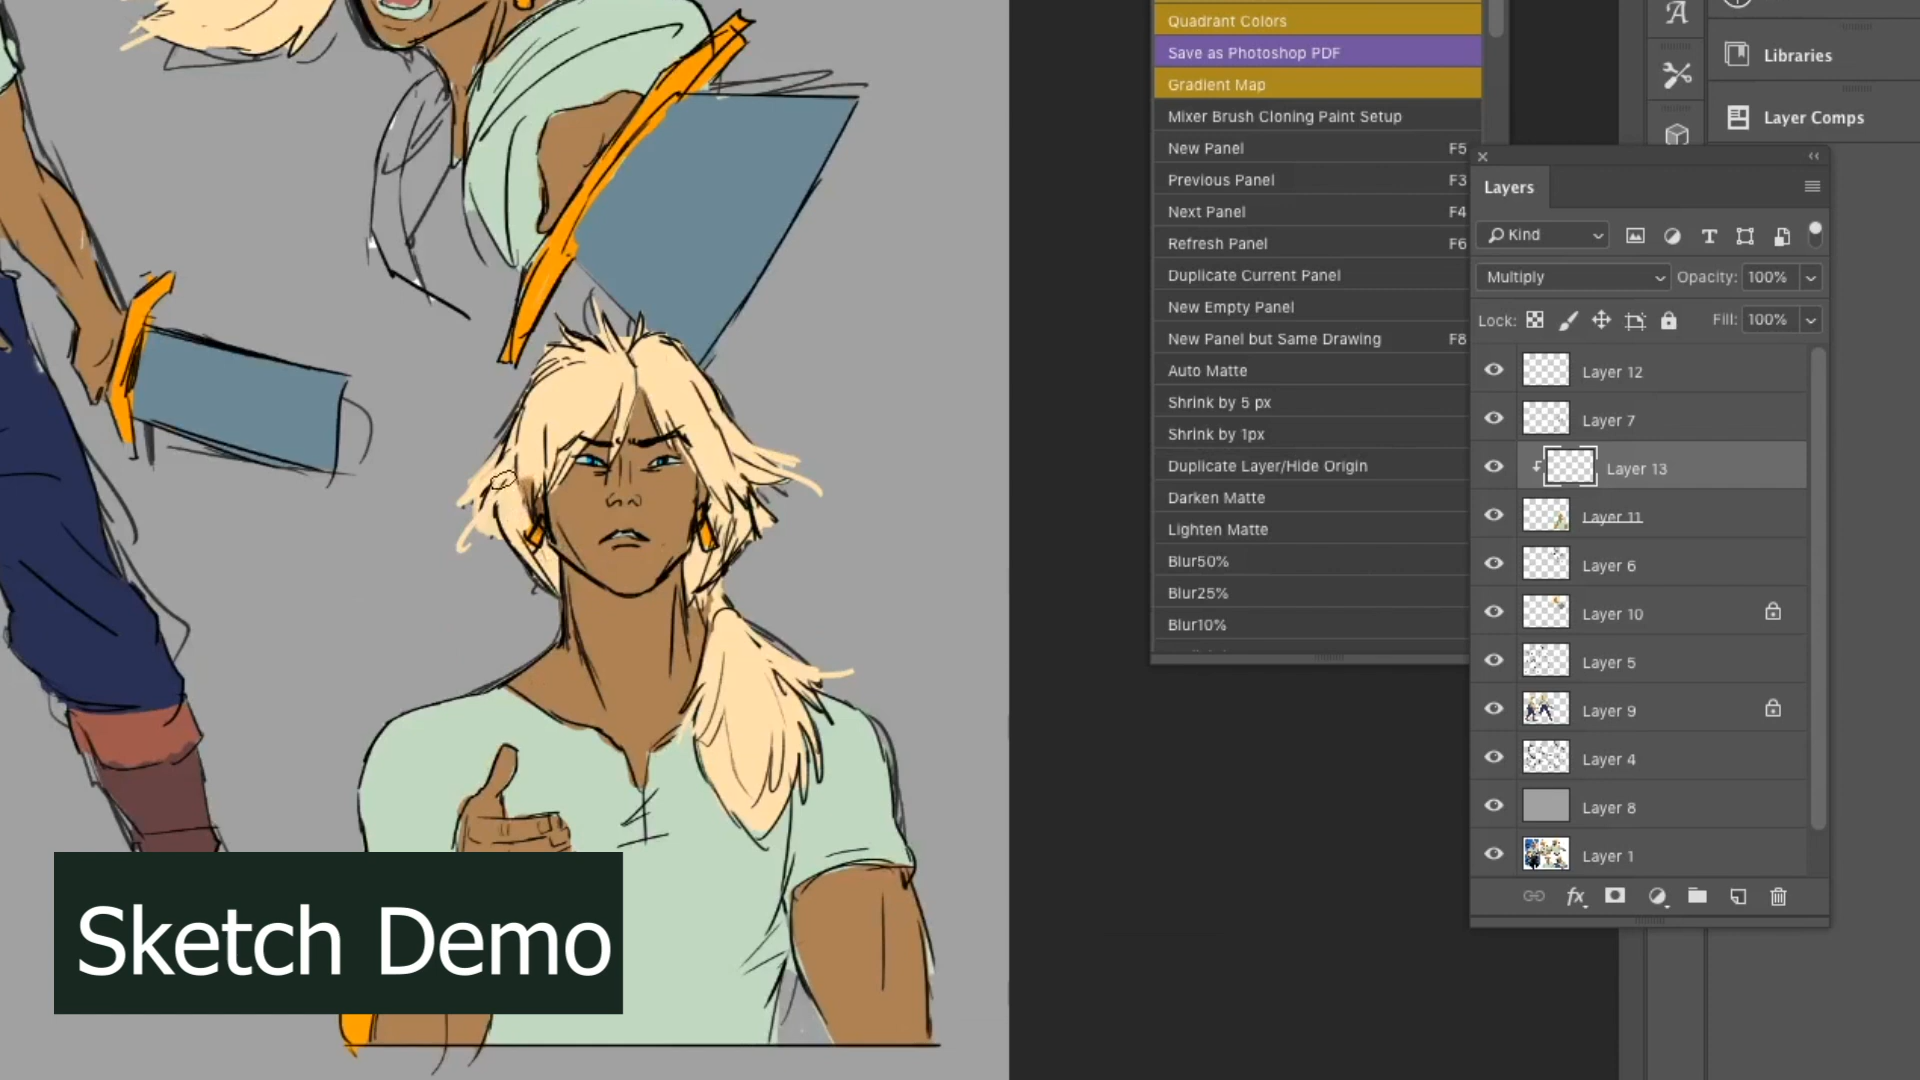 Quadrant Colors
Save as Photoshop PDF
Gradient Map
Mixer Brush Cloning Paint Setup
New Panel F5
Previous Panel F3
Next Panel F4
Refresh Panel F6
Duplicate Current Panel
New Empty Panel
New Panel but Same Drawing F8
Auto Matte
Shrink by 5 px
Shrink by 1px
Duplicate Layer/Hide Origin
Darken Matte
Lighten Matte
Blur50%
Blur25%
Blur10%
Libraries
Layer Comps
Layers
Kind
Multiply Opacity: 100%
Lock: Fill: 100%
Layer 12
Layer 7
Layer 13
Layer 11
Layer 6
Layer 10
Layer 5
Layer 9
Layer 4
Layer 8
Layer 1
fx
Sketch Demo